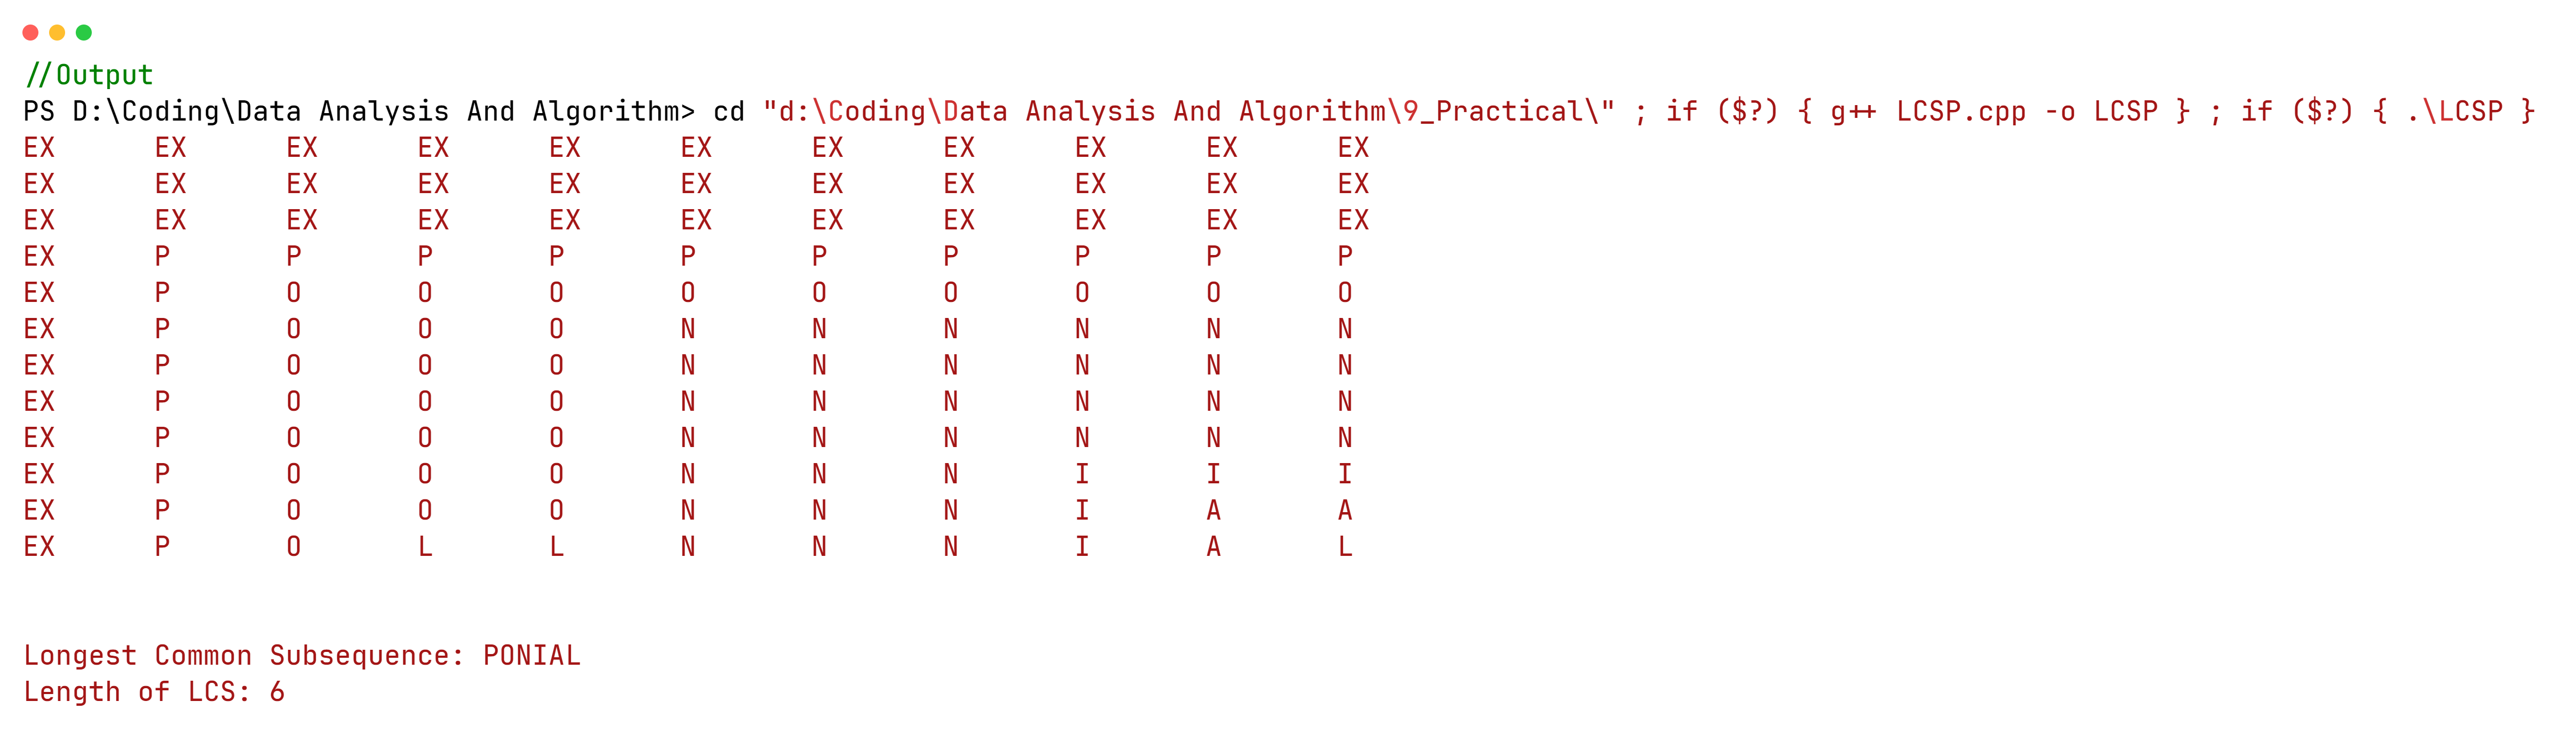 //Output
PS D:\Coding\Data Analysis And Algorithm> cd "d:\Coding\Data Analysis And Algorithm\9_Practical\" ; if ($?) { g++ LCSP.cpp -o LCSP } ; if ($?) { .\LCSP }
EX EX EX EX EX EX EX EX EX EX EX
EX EX EX EX EX EX EX EX EX EX EX
EX EX EX EX EX EX EX EX EX EX EX
EX P P P P P P P P P P
EX P O O O O O O O O O
EX P O O O N N N N N N
EX P O O O N N N N N N
EX P O O O N N N N N N
EX P O O O N N N N N N
EX P O O O N N N I I I
EX P O O O N N N I A A
EX P O L L N N N I A L
Longest Common Subsequence: PONIAL
Length of LCS: 6